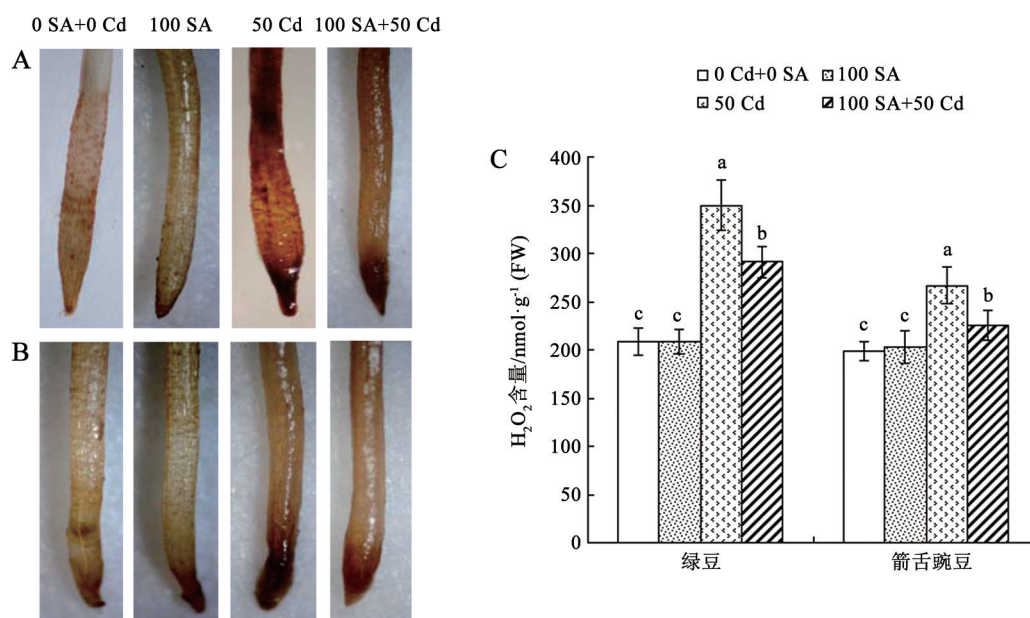 0 SA+0 Cd 100 SA 50 Cd 100 SA+50 Cd
A
B
0 Cd+0 SA 100 SA
50 Cd 100 SA+50 Cd
C
H₂O₂含量/nmol·g⁻¹ (FW)
400
350
300
250
200
150
100
50
0
c c a b
c c a b
绿豆 箭舌豌豆